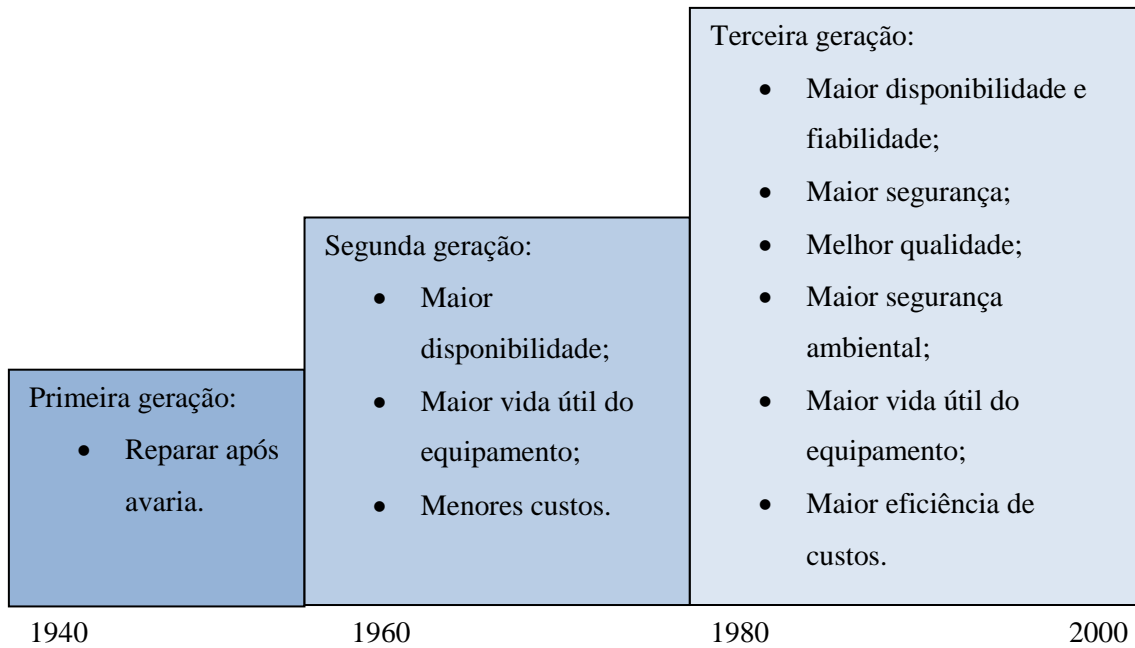 Primeira geração:
• Reparar após
avaria.
Segunda geração:
• Maior
disponibilidade;
• Maior vida útil do
equipamento;
• Menores custos.
Terceira geração:
• Maior disponibilidade e
fiabilidade;
• Maior segurança;
• Melhor qualidade;
• Maior segurança
ambiental;
• Maior vida útil do
equipamento;
• Maior eficiência de
custos.
1940 1960 1980 2000